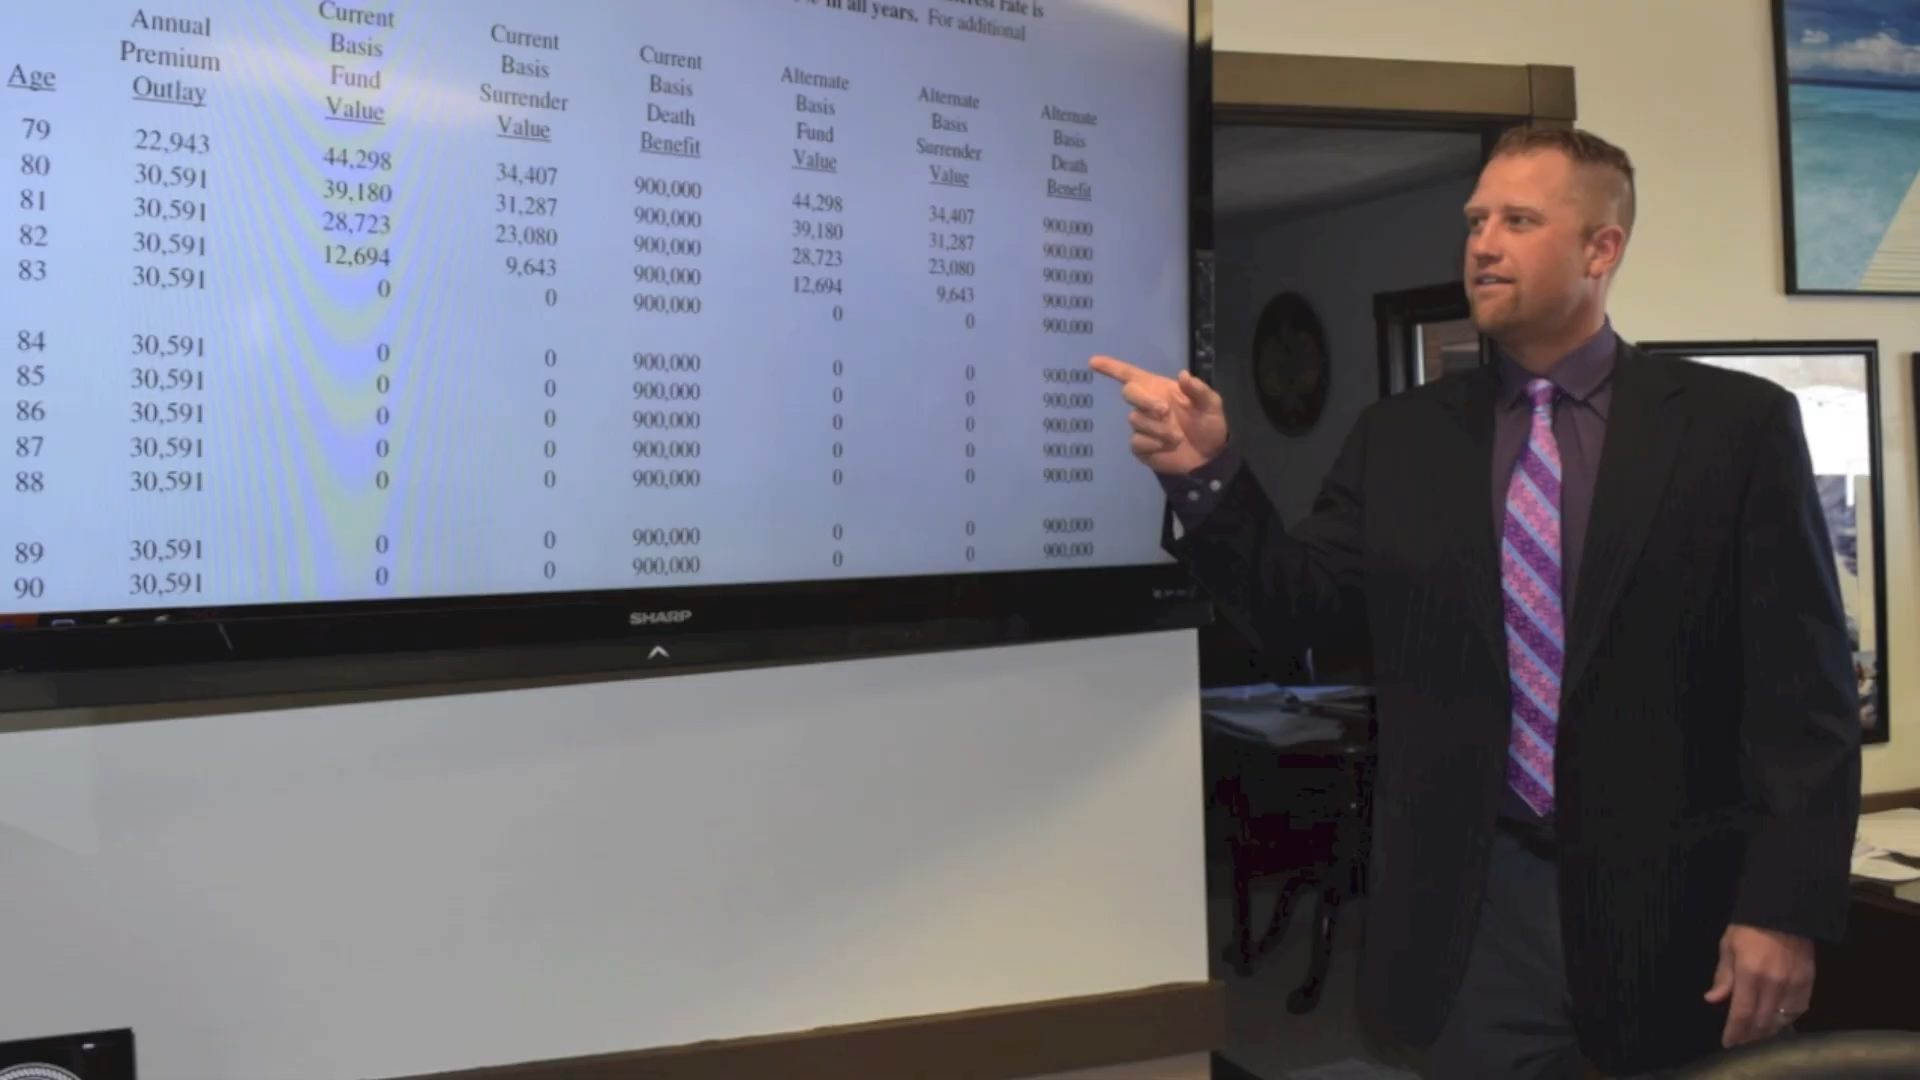 rate is
in all years. For additional
Age Annual Premium Outlay Current Basis Fund Value Current Basis Surrender Value Current Basis Death Benefit Alternate Basis Fund Value Alternate Basis Surrender Value Alternate Basis Death Benefit
79 22,943 44,298 34,407 900,000 44,298 34,407 900,000
80 30,591 39,180 31,287 900,000 39,180 31,287 900,000
81 30,591 28,723 23,080 900,000 28,723 23,080 900,000
82 30,591 12,694 9,643 900,000 12,694 9,643 900,000
83 30,591 0 0 900,000 0 0 900,000
84 30,591 0 0 900,000 0 0 900,000
85 30,591 0 0 900,000 0 0 900,000
86 30,591 0 0 900,000 0 0 900,000
87 30,591 0 0 900,000 0 0 900,000
88 30,591 0 0 900,000 0 0 900,000
89 30,591 0 0 900,000 0 0 900,000
90 30,591 0 0 900,000 0 0 900,000
SHARP